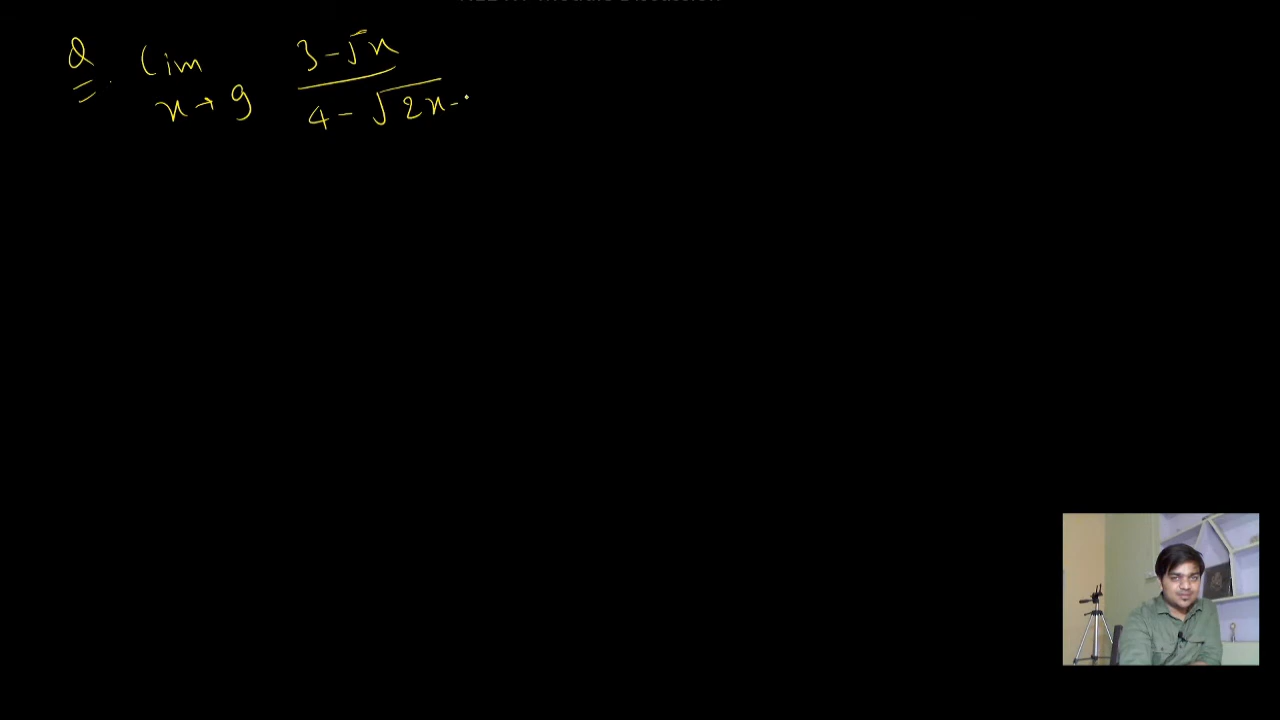 Q. lim x→9 (3-√x)/(4-√(2x-